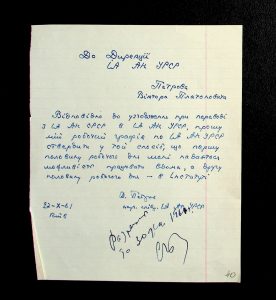 До Дирекції
ІА АН УРСР
Петрова
Віктора Платоновича
Відповідно до узгодження при переводі
з ІА АН СРСР в ІА АН УРСР, прошу
мій робочий графік по ІА АН УРСР
ствердити у той спосіб, що першу
половину робочого дня мені надається
можливість працювати вдома, а другу
половину робочого дня – в Інституті
В. Петров
наук. співр. ІА АН УРСР
Київ
40